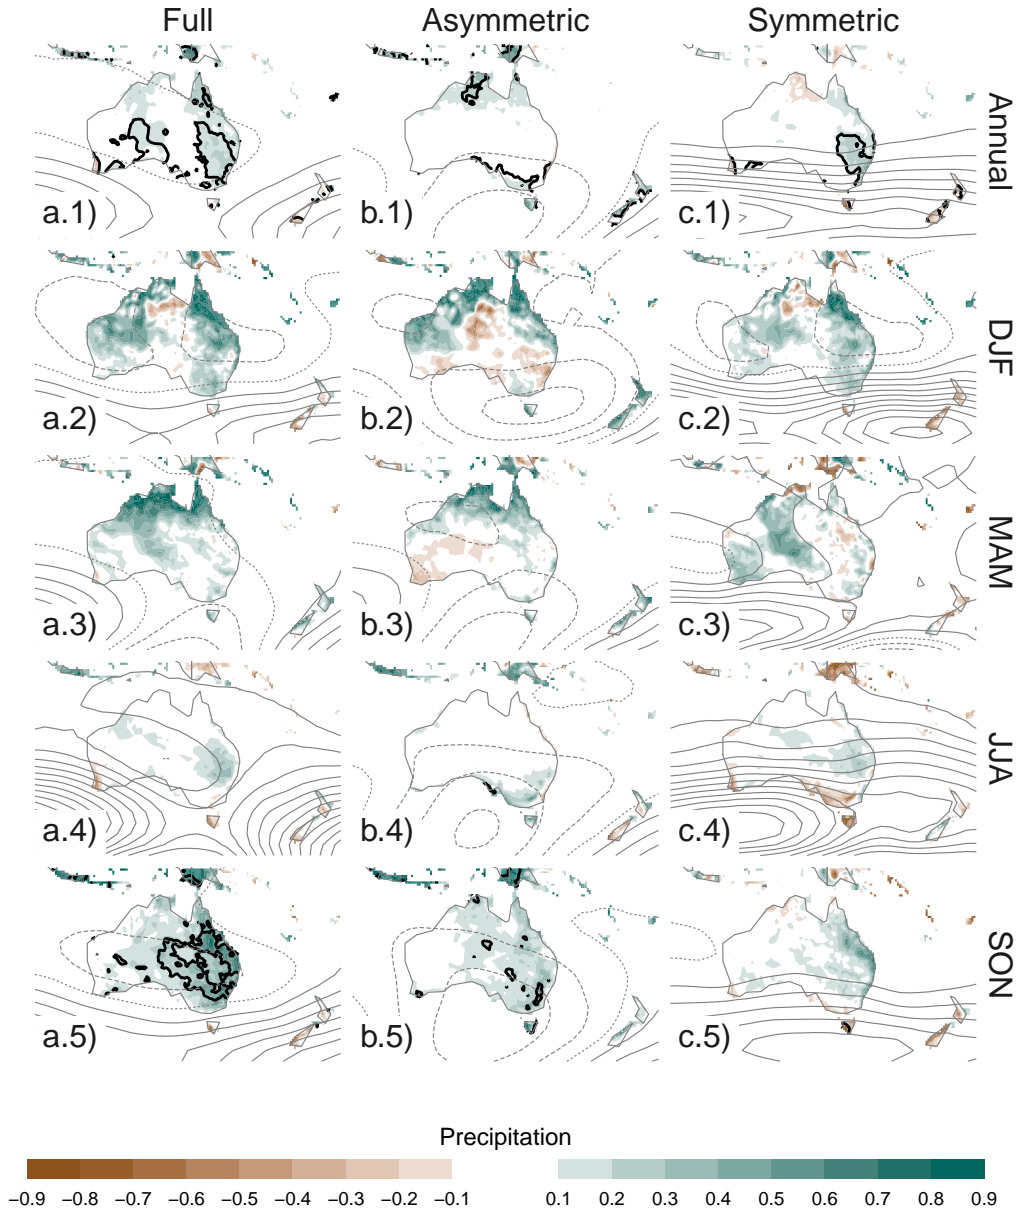 Full Asymmetric Symmetric
a.1) b.1) c.1) Annual
a.2) b.2) c.2) DJF
a.3) b.3) c.3) MAM
a.4) b.4) c.4) JJA
a.5) b.5) c.5) SON
Precipitation
−0.9 −0.8 −0.7 −0.6 −0.5 −0.4 −0.3 −0.2 −0.1 0.1 0.2 0.3 0.4 0.5 0.6 0.7 0.8 0.9